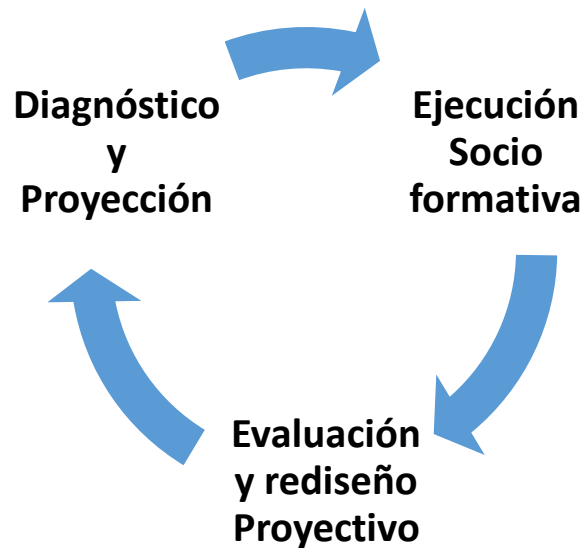 Diagnóstico
y
Proyección
Ejecución
Socio
formativa
Evaluación
y rediseño
Proyectivo